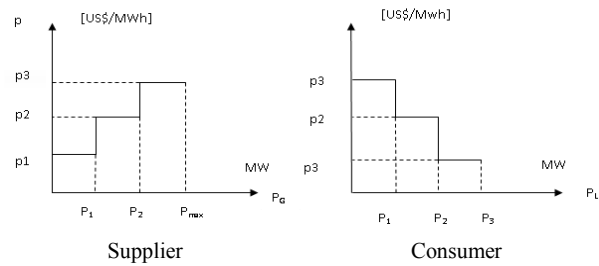 p [US$/MWh]
p3
p2
p1
MW
P1 P2 Pmax PG
Supplier
[US$/Mwh]
p3
p2
p3
MW
P1 P2 P3 PL
Consumer